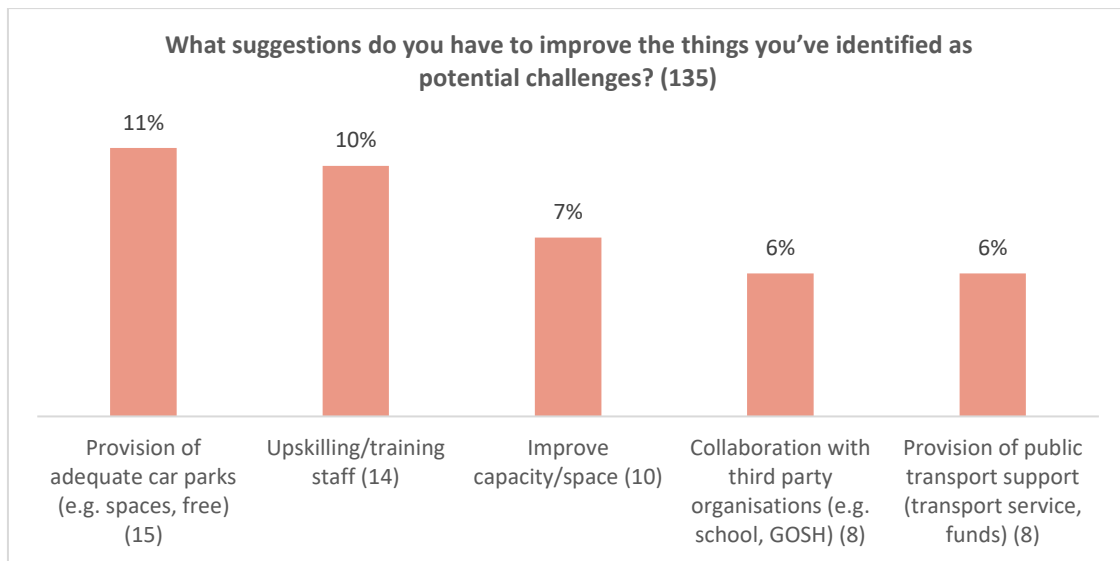 What suggestions do you have to improve the things you’ve identified as
potential challenges? (135)
11%
10%
7%
6%
6%
Provision of
adequate car parks
(e.g. spaces, free)
(15)
Upskilling/training
staff (14)
Improve
capacity/space (10)
Collaboration with
third party
organisations (e.g.
school, GOSH) (8)
Provision of public
transport support
(transport service,
funds) (8)